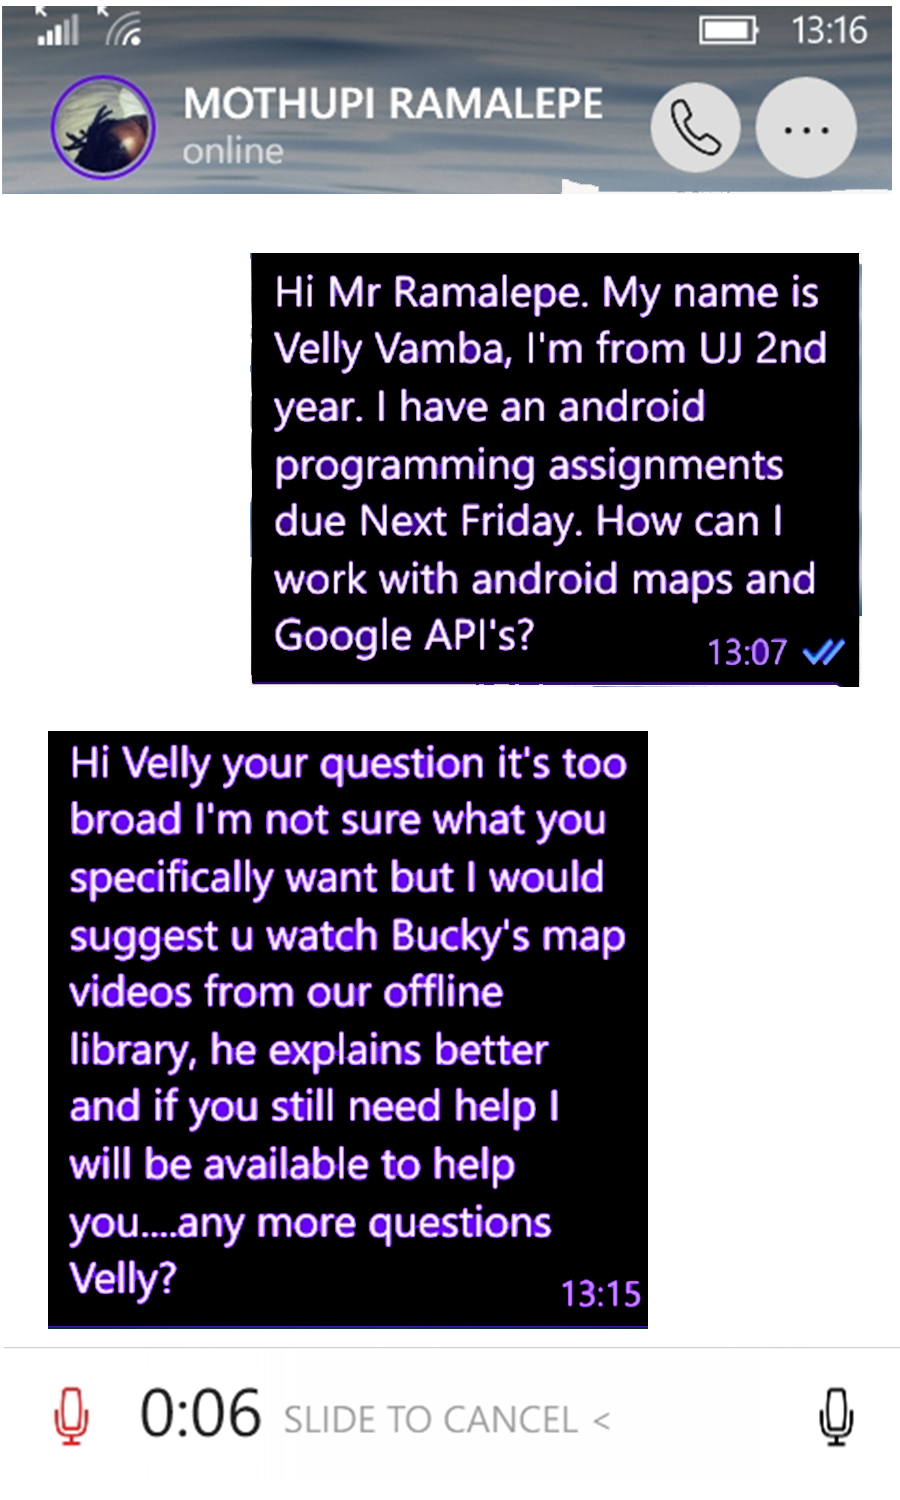 13:16
MOTHUPI RAMALEPE
online
Hi Mr Ramalepe. My name is
Velly Vamba, I'm from UJ 2nd
year. I have an android
programming assignments
due Next Friday. How can I
work with android maps and
Google API's?
13:07
Hi Velly your question it's too
broad I'm not sure what you
specifically want but I would
suggest u watch Bucky's map
videos from our offline
library, he explains better
and if you still need help I
will be available to help
you....any more questions
Velly?
13:15
0:06 SLIDE TO CANCEL <